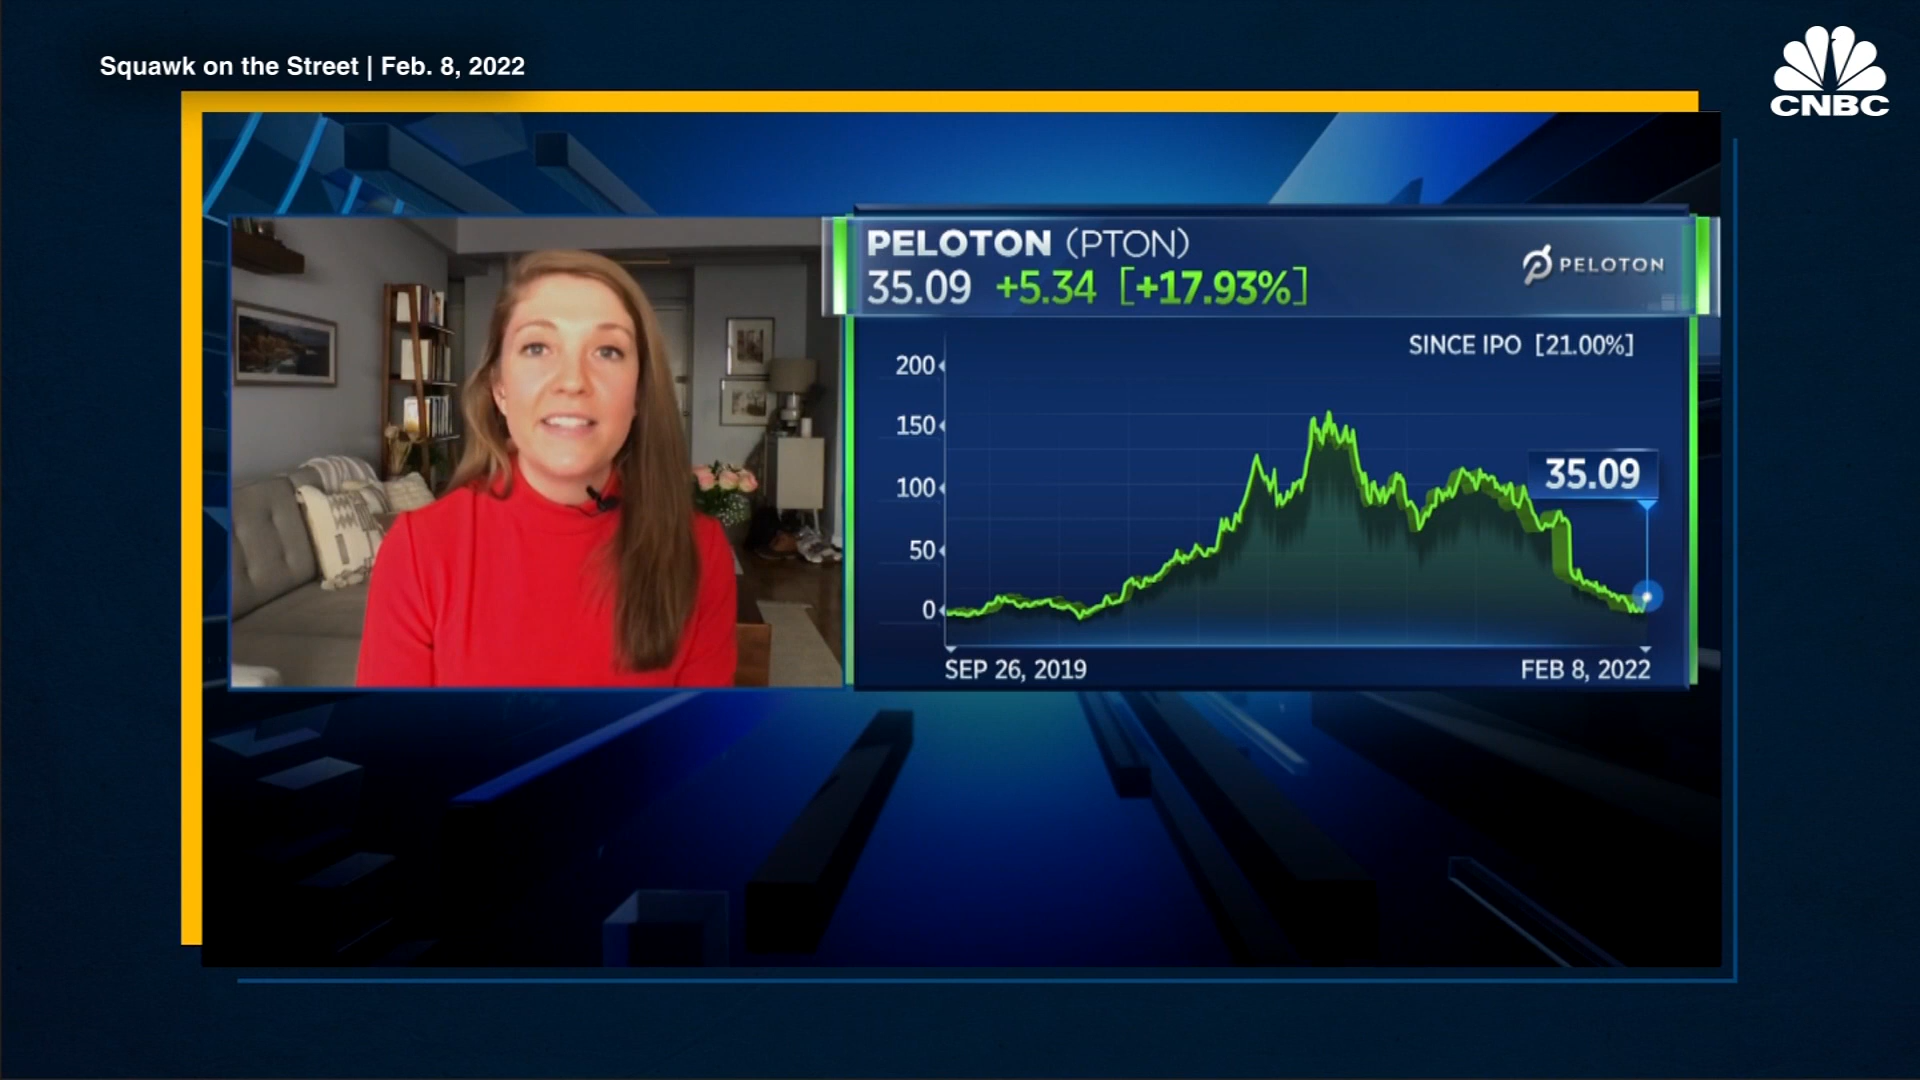 Squawk on the Street | Feb. 8, 2022
CNBC
PELOTON (PTON)
35.09 +5.34 [+17.93%]
PELOTON
SINCE IPO [21.00%]
200
150
100
50
0
35.09
SEP 26, 2019
FEB 8, 2022